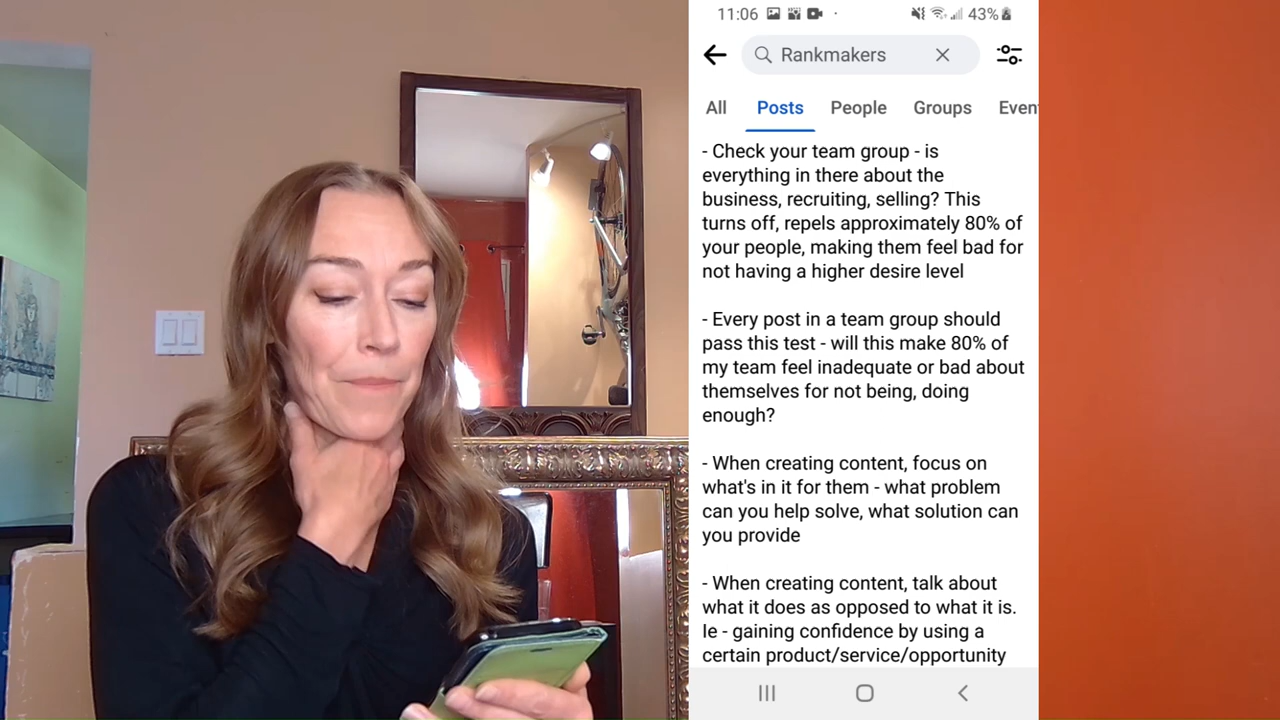 11:06
43%
Rankmakers
All Posts People Groups Even
- Check your team group - is
everything in there about the
business, recruiting, selling? This
turns off, repels approximately 80% of
your people, making them feel bad for
not having a higher desire level
- Every post in a team group should
pass this test - will this make 80% of
my team feel inadequate or bad about
themselves for not being, doing
enough?
- When creating content, focus on
what's in it for them - what problem
can you help solve, what solution can
you provide
- When creating content, talk about
what it does as opposed to what it is.
Ie - gaining confidence by using a
certain product/service/opportunity